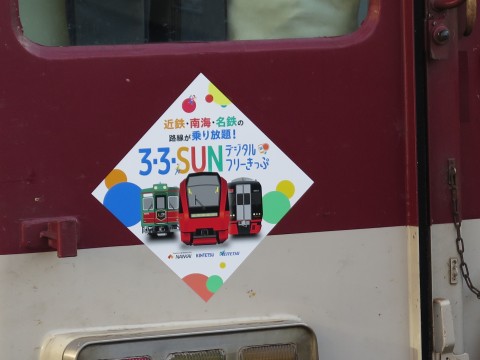 近鉄・南海・名鉄の
路線が乗り放題!
3・3・SUN デジタル
フリーきっぷ
NANKAI KINTETSU MEITETSU